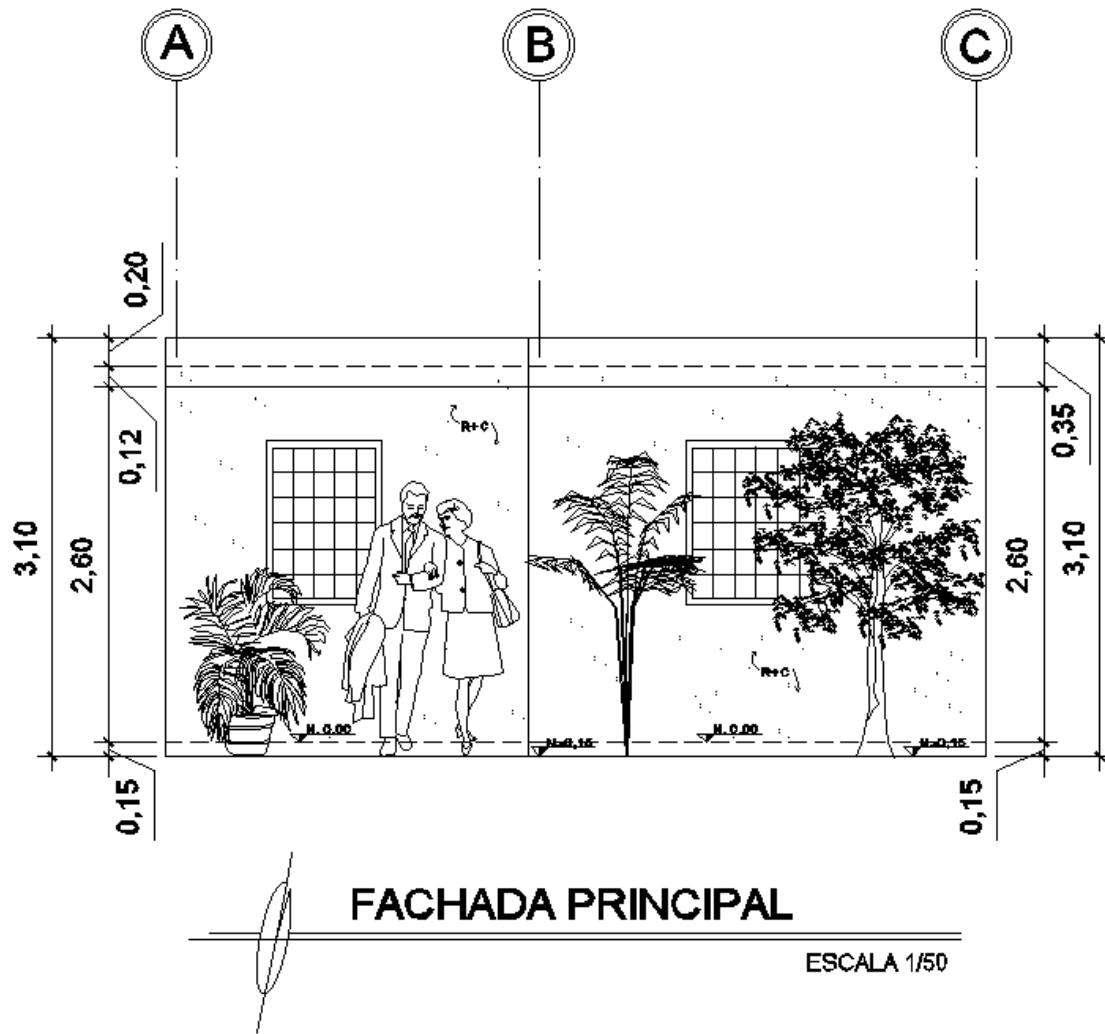 A B C
0,20
0,12
3,10
2,60
0,15
R+C
R+C
N. 0.00
N. 0.00
0,35
2,60
3,10
0,15
FACHADA PRINCIPAL
ESCALA 1/50